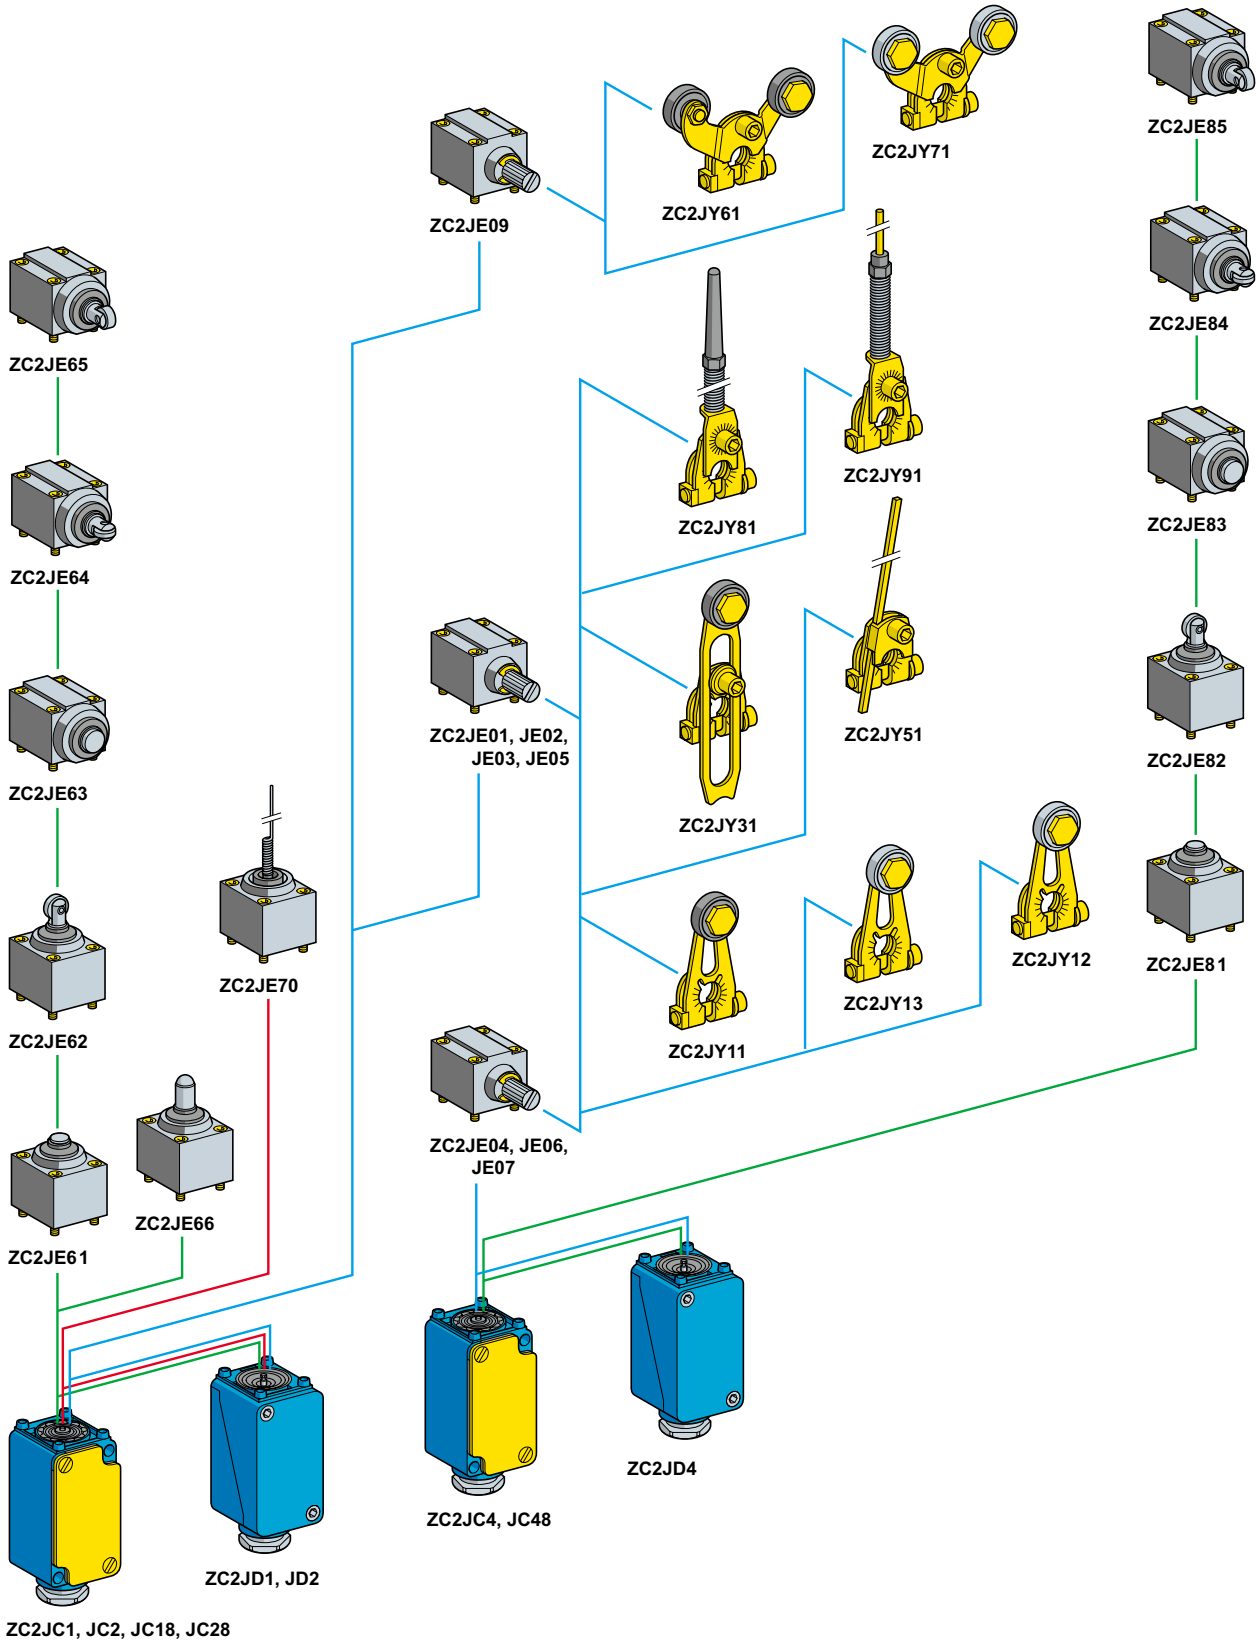 ZC2JE85
ZC2JY71
ZC2JY61
ZC2JE09
ZC2JE84
ZC2JE65
ZC2JY91
ZC2JY81
ZC2JE83
ZC2JE64
ZC2JE01, JE02,
JE03, JE05
ZC2JY51
ZC2JE82
ZC2JE63
ZC2JY31
ZC2JY12
ZC2JE81
ZC2JE70
ZC2JY13
ZC2JE62
ZC2JY11
ZC2JE04, JE06,
JE07
ZC2JE66
ZC2JE61
ZC2JD4
ZC2JC4, JC48
ZC2JD1, JD2
ZC2JC1, JC2, JC18, JC28